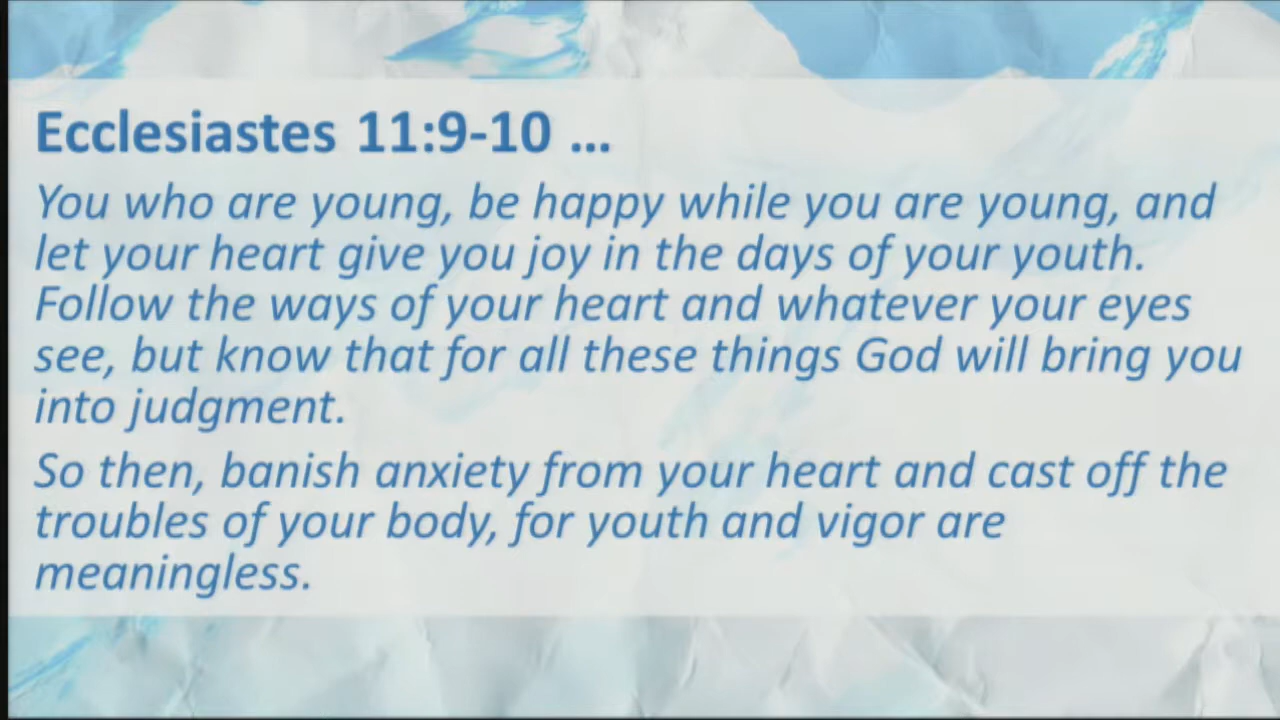 Ecclesiastes 11:9-10 ...
You who are young, be happy while you are young, and
let your heart give you joy in the days of your youth.
Follow the ways of your heart and whatever your eyes
see, but know that for all these things God will bring you
into judgment.
So then, banish anxiety from your heart and cast off the
troubles of your body, for youth and vigor are
meaningless.